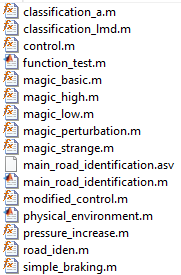 classification_a.m
classification_lmd.m
control.m
function_test.m
magic_basic.m
magic_high.m
magic_low.m
magic_perturbation.m
magic_strange.m
main_road_identification.asv
main_road_identification.m
modified_control.m
physical_environment.m
pressure_increase.m
road_iden.m
simple_braking.m